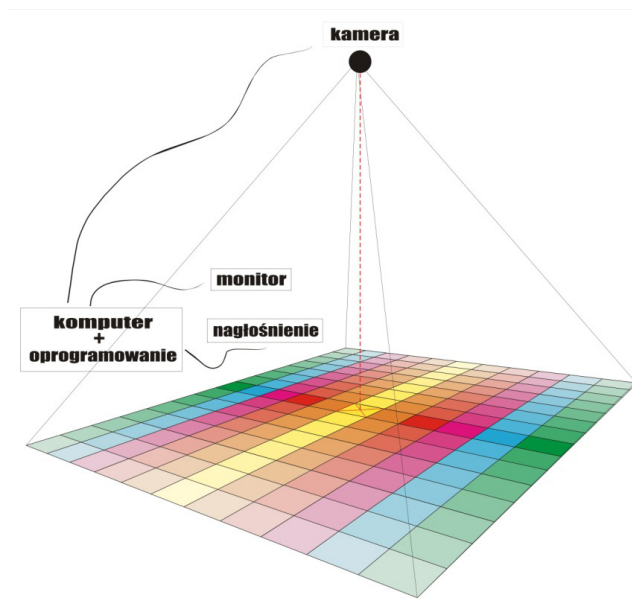 kamera
monitor
komputer
+
oprogramowanie
nagłośnienie